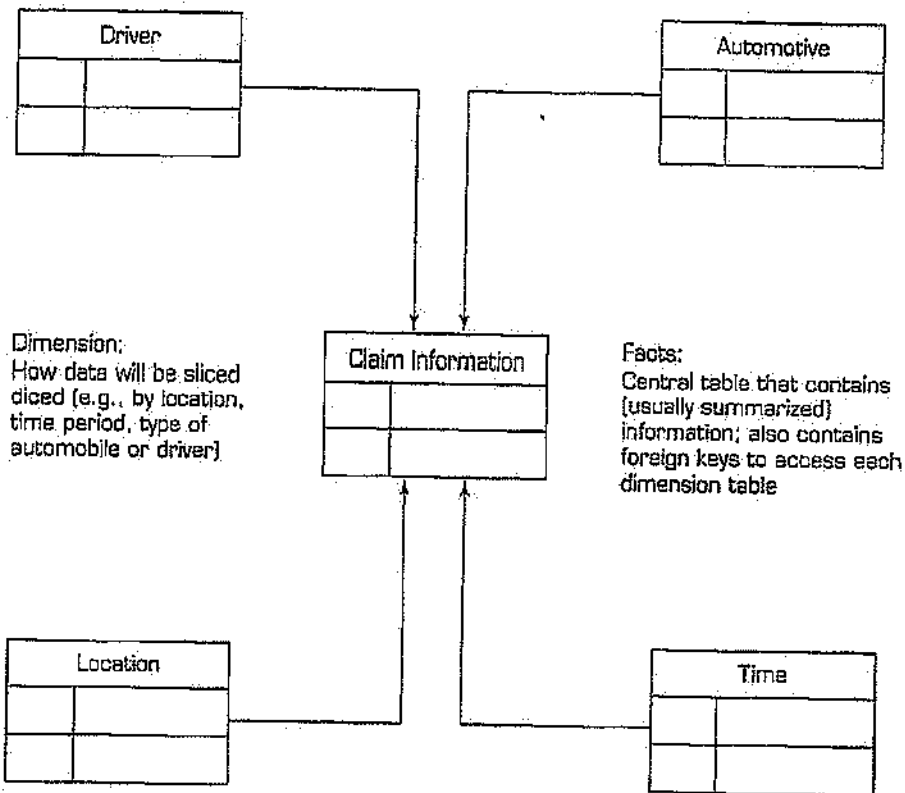 Driver
Automotive
Dimension:
How data will be sliced
diced (e.g., by location,
time period, type of
automobile or driver)
Claim Information
Facts:
Central table that contains
(usually summarized)
information; also contains
foreign keys to access each
dimension table
Location
Time